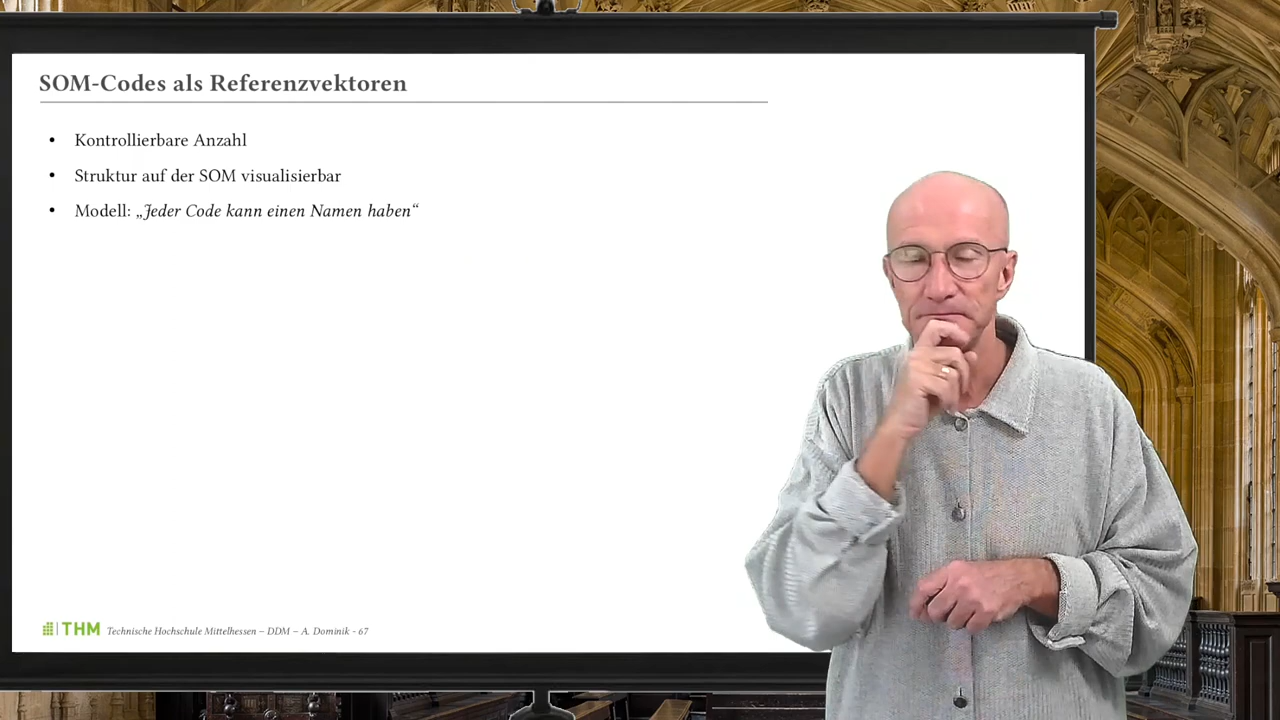 SOM-Codes als Referenzvektoren
• Kontrollierbare Anzahl
• Struktur auf der SOM visualisierbar
• Modell: „Jeder Code kann einen Namen haben“
THM Technische Hochschule Mittelhessen – DDM – A. Dominik - 67